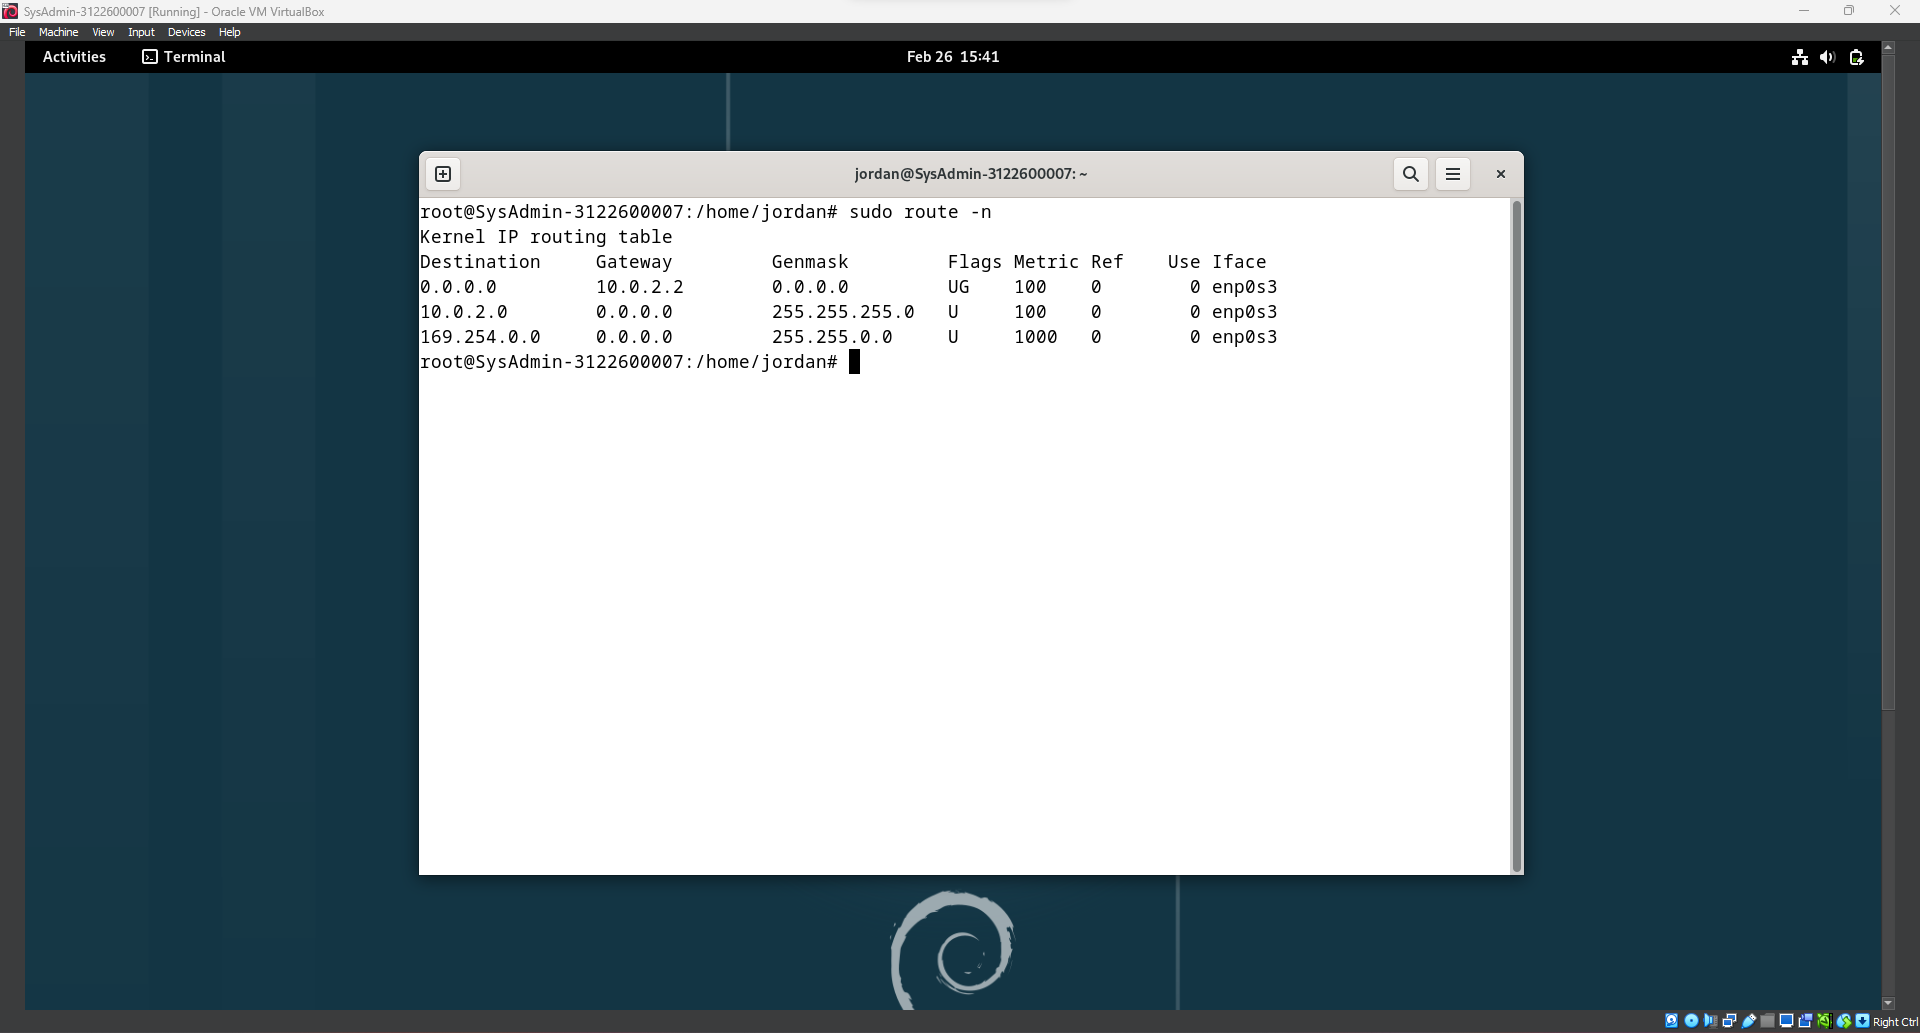 SysAdmin-3122600007 [Running] - Oracle VM VirtualBox
File Machine View Input Devices Help
Activities Terminal Feb 26 15:41
jordan@SysAdmin-3122600007: ~
root@SysAdmin-3122600007:/home/jordan# sudo route -n
Kernel IP routing table
Destination     Gateway         Genmask         Flags Metric Ref    Use Iface
0.0.0.0         10.0.2.2        0.0.0.0         UG    100    0        0 enp0s3
10.0.2.0        0.0.0.0         255.255.255.0   U     100    0        0 enp0s3
169.254.0.0     0.0.0.0         255.255.0.0     U     1000   0        0 enp0s3
root@SysAdmin-3122600007:/home/jordan#
Right Ctrl